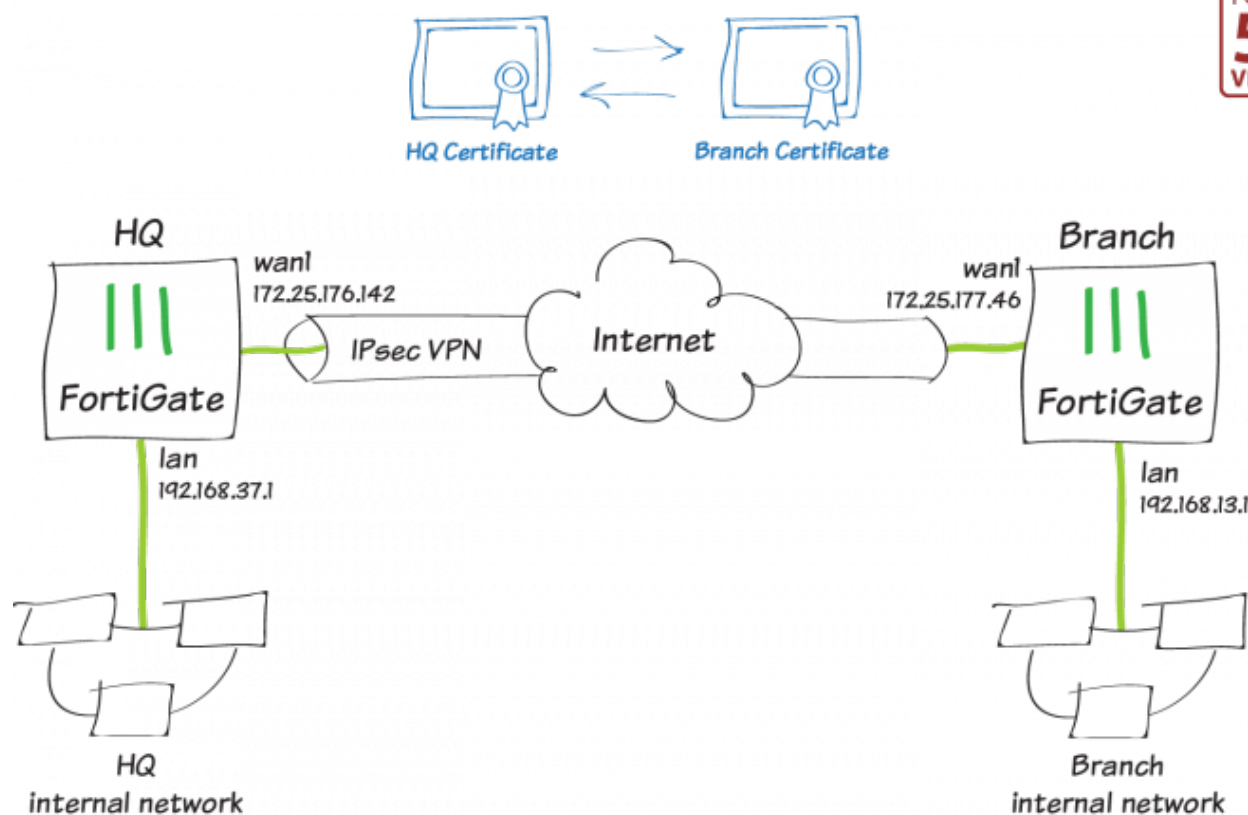 5
HQ Certificate
Branch Certificate
HQ
Branch
wan1
172.25.176.142
wan1
172.25.177.46
IPsec VPN
Internet
FortiGate
FortiGate
lan
192.168.37.1
lan
192.168.13.1
HQ
internal network
Branch
internal network